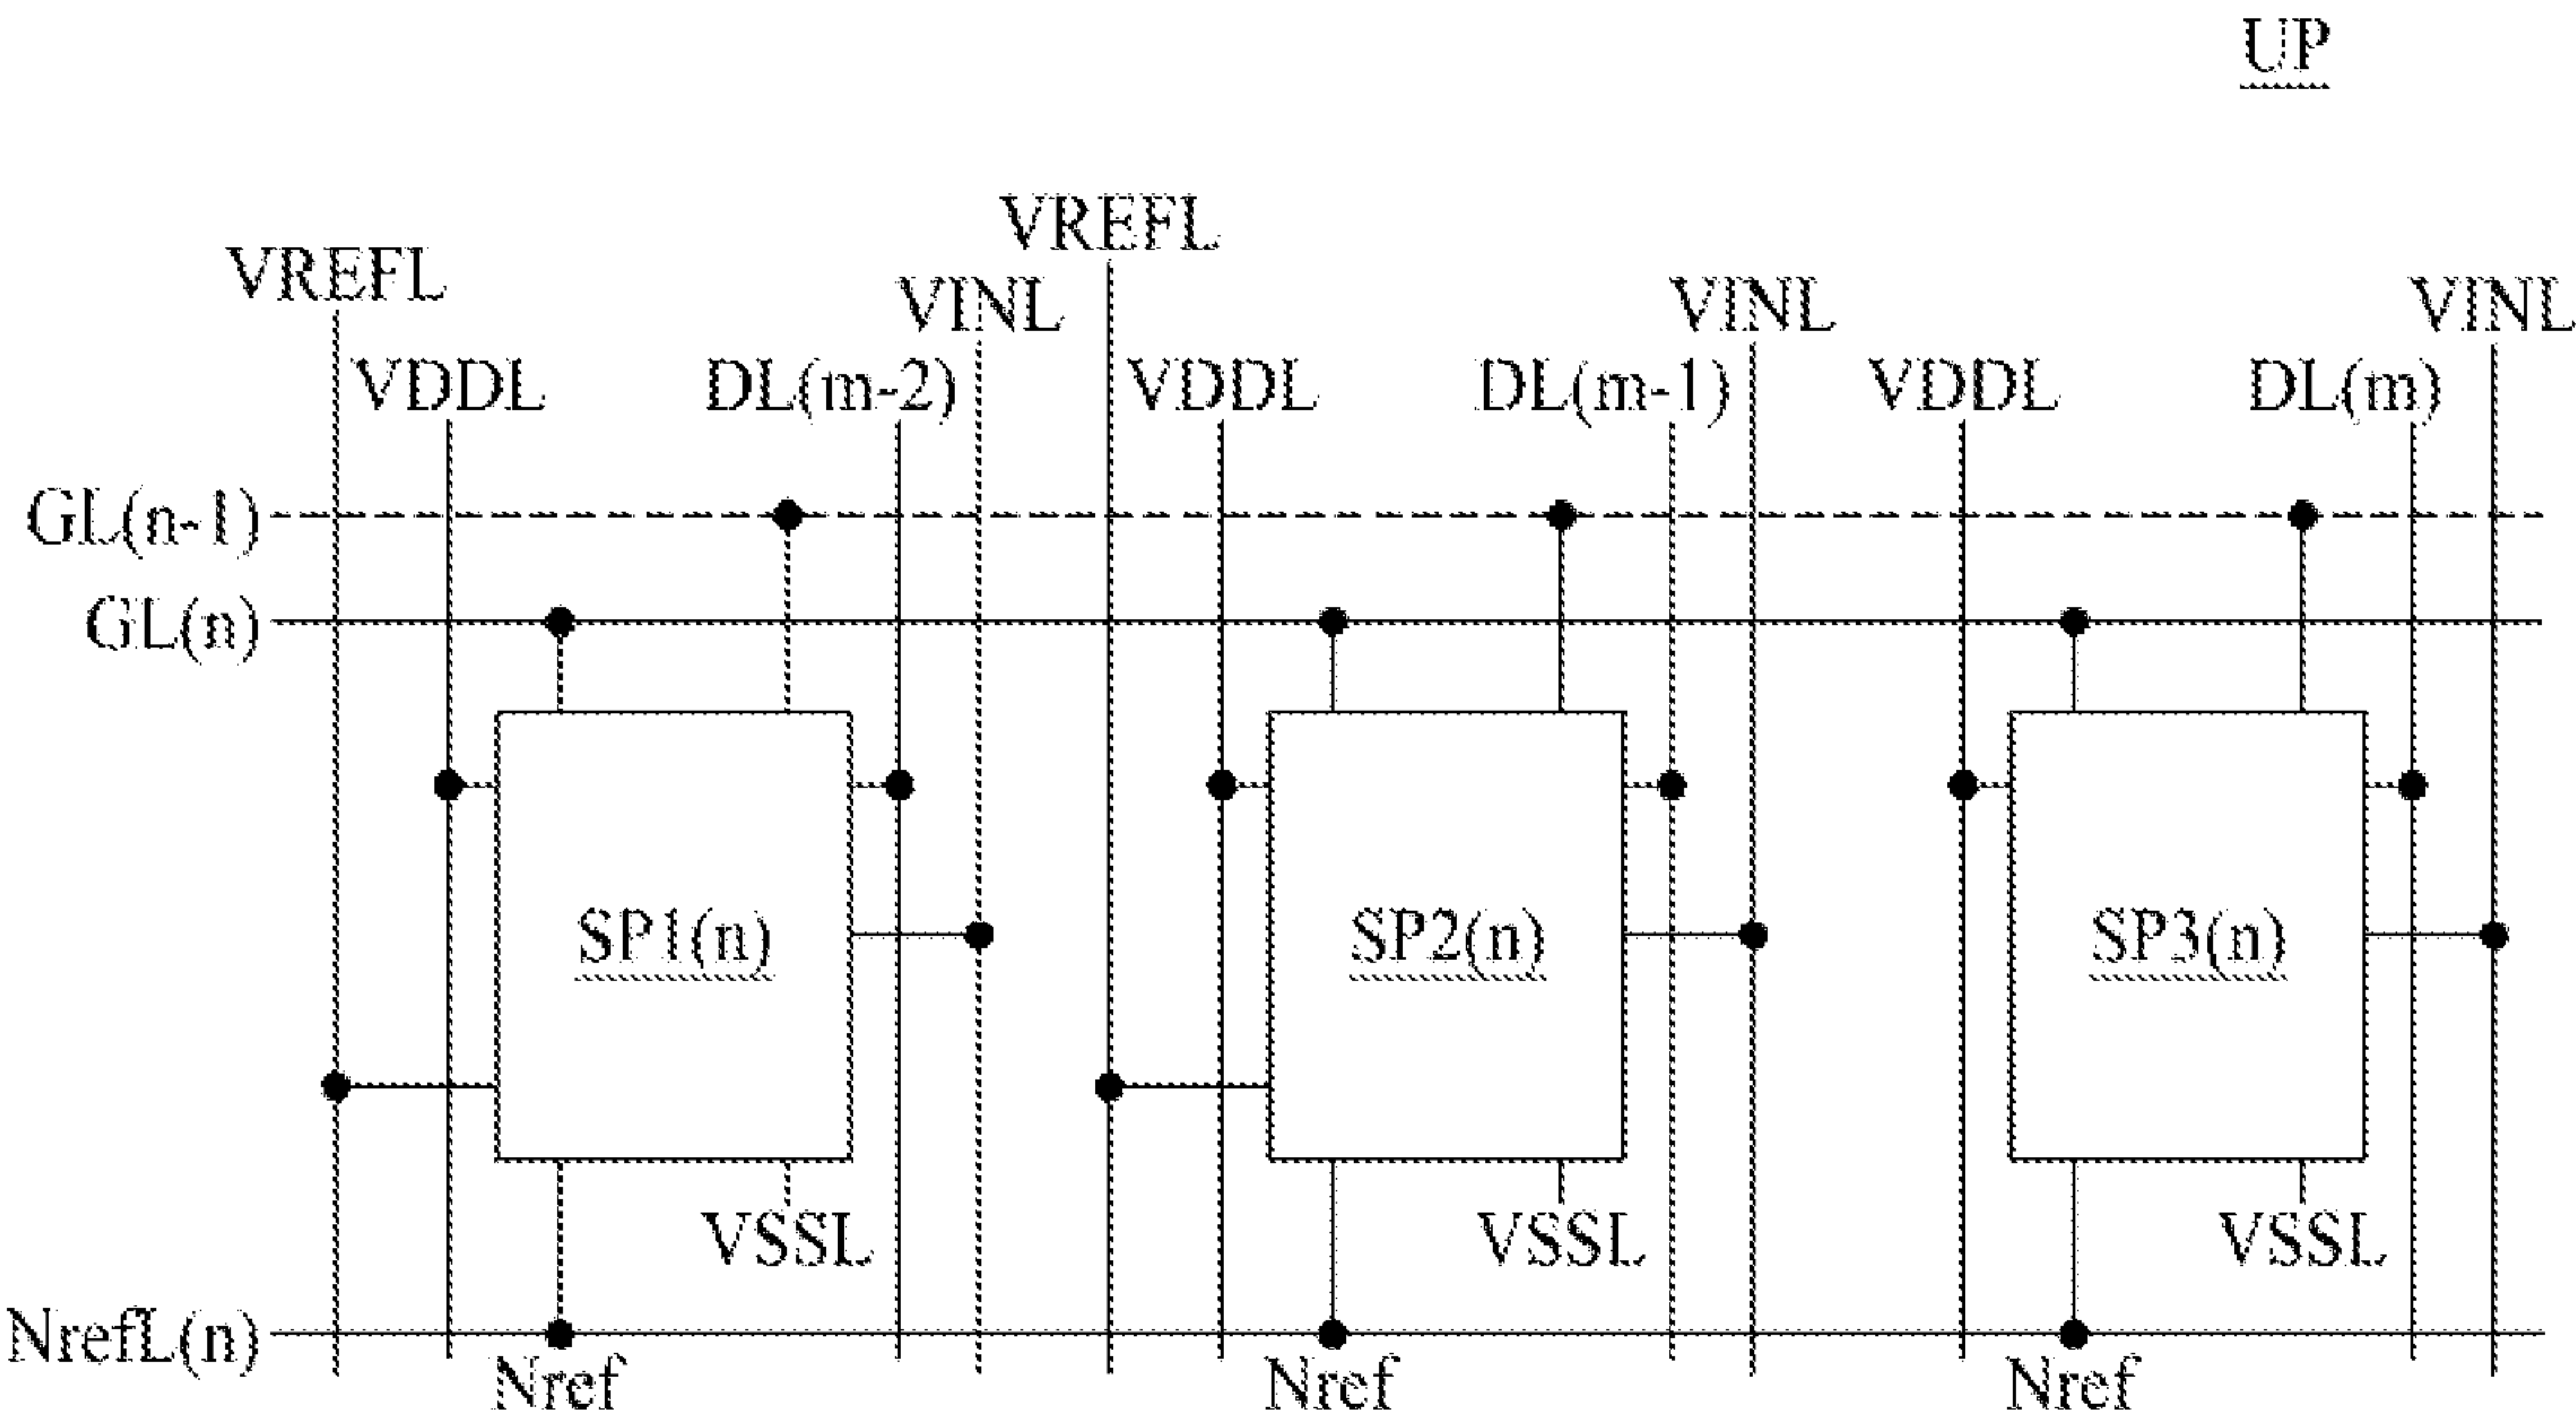 UP
VREFL
VREFL
VINL VINL VINL
VDDL DL(m-2) VDDL DL(m-1) VDDL DL(m)
GL(n-1)
GL(n)
SP1(n) SP2(n) SP3(n)
VSSL VSSL VSSL
NrefL(n)
Nref Nref Nref